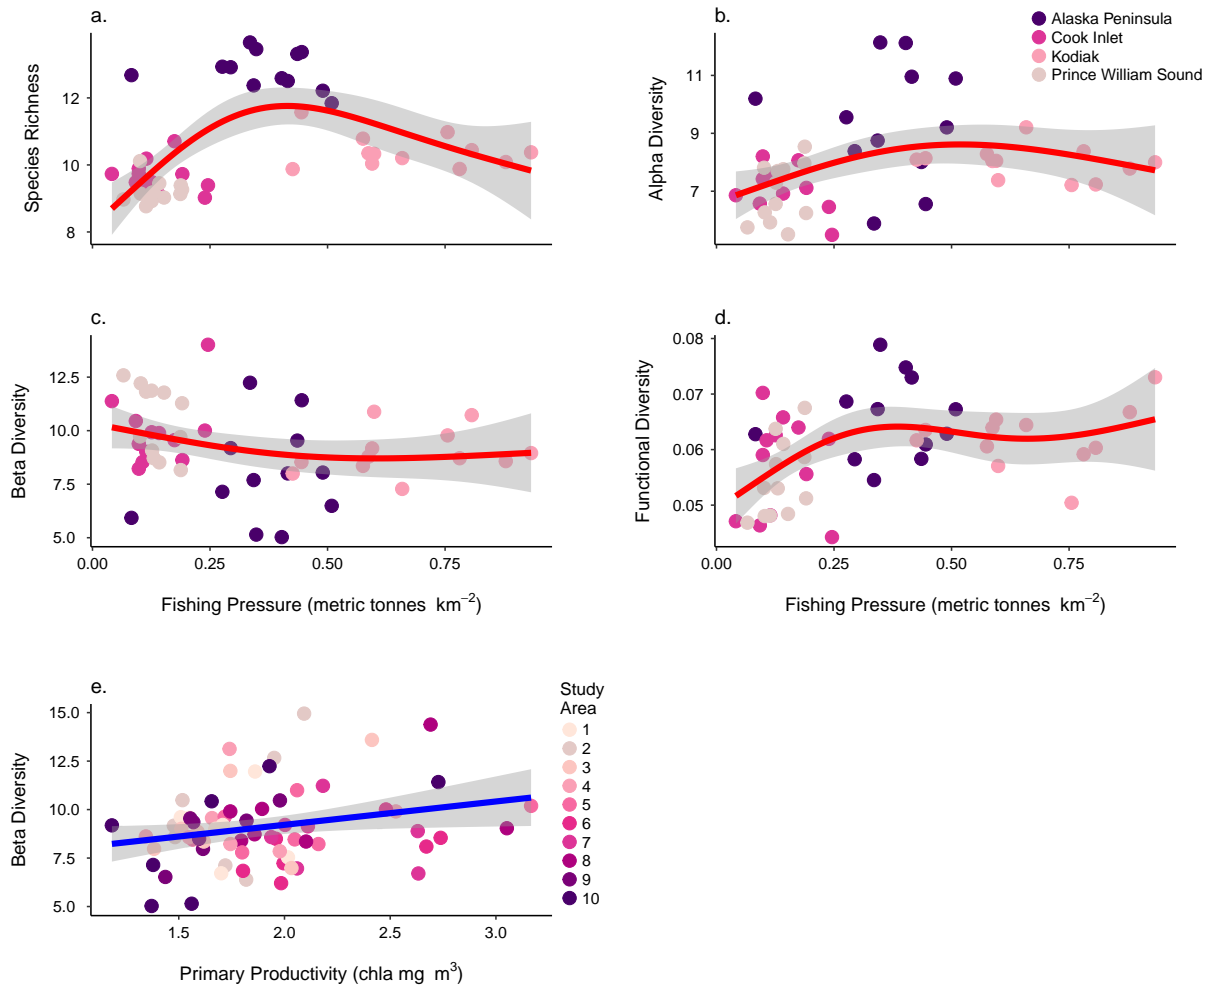 a.
Species Richness
12
10
8
b.
Alpha Diversity
11
9
7
Alaska Peninsula
Cook Inlet
Kodiak
Prince William Sound
c.
Beta Diversity
12.5
10.0
7.5
5.0
0.00
0.25
0.50
0.75
Fishing Pressure (metric tonnes km−2)
d.
Functional Diversity
0.08
0.07
0.06
0.05
0.00
0.25
0.50
0.75
Fishing Pressure (metric tonnes km−2)
e.
Beta Diversity
15.0
12.5
10.0
7.5
5.0
1.5
2.0
2.5
3.0
Primary Productivity (chla mg m3)
Study
Area
1
2
3
4
5
6
7
8
9
10